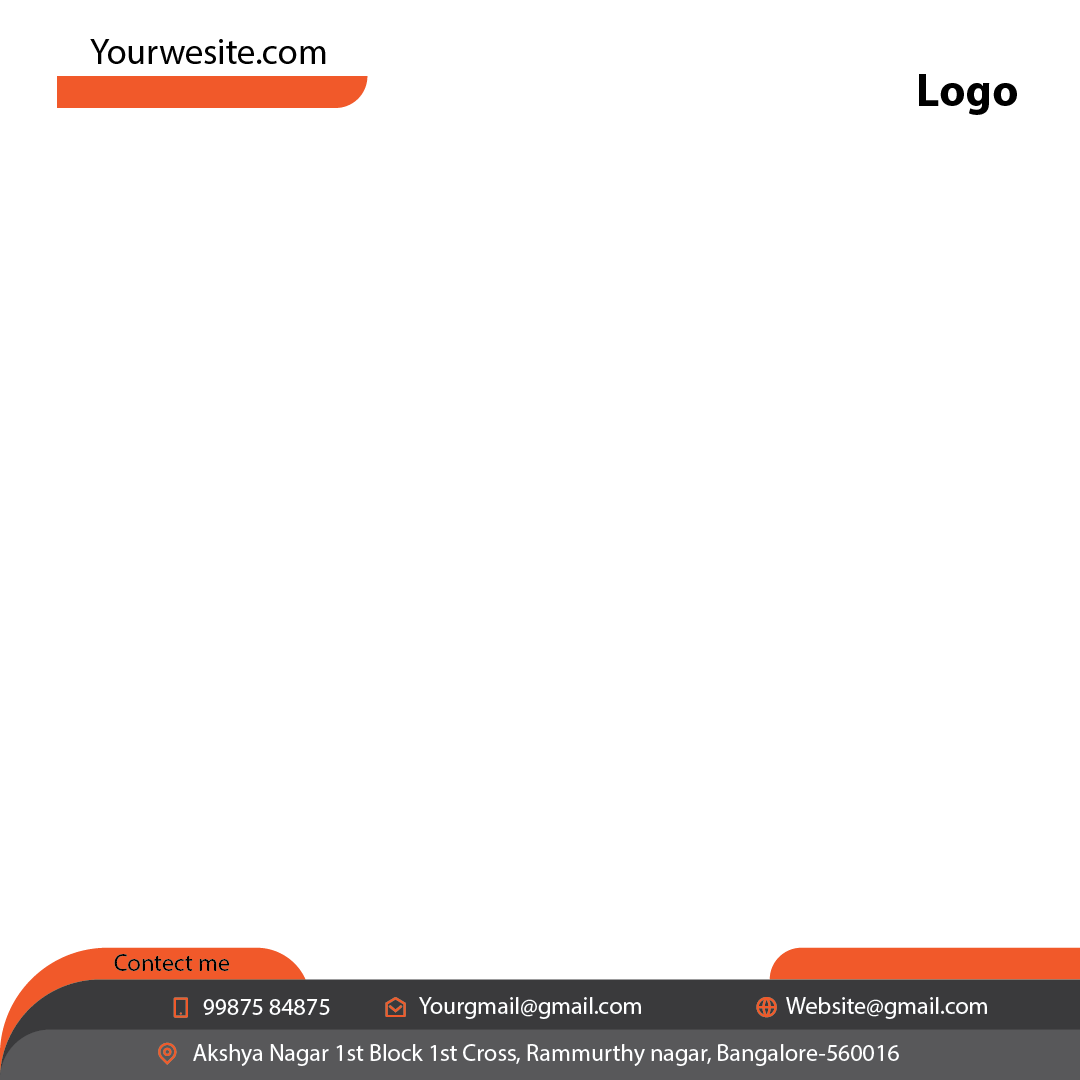 Yourwesite.com
Logo
Contect me
99875 84875 Yourgmail@gmail.com Website@gmail.com
Akshya Nagar 1st Block 1st Cross, Rammurthy nagar, Bangalore-560016